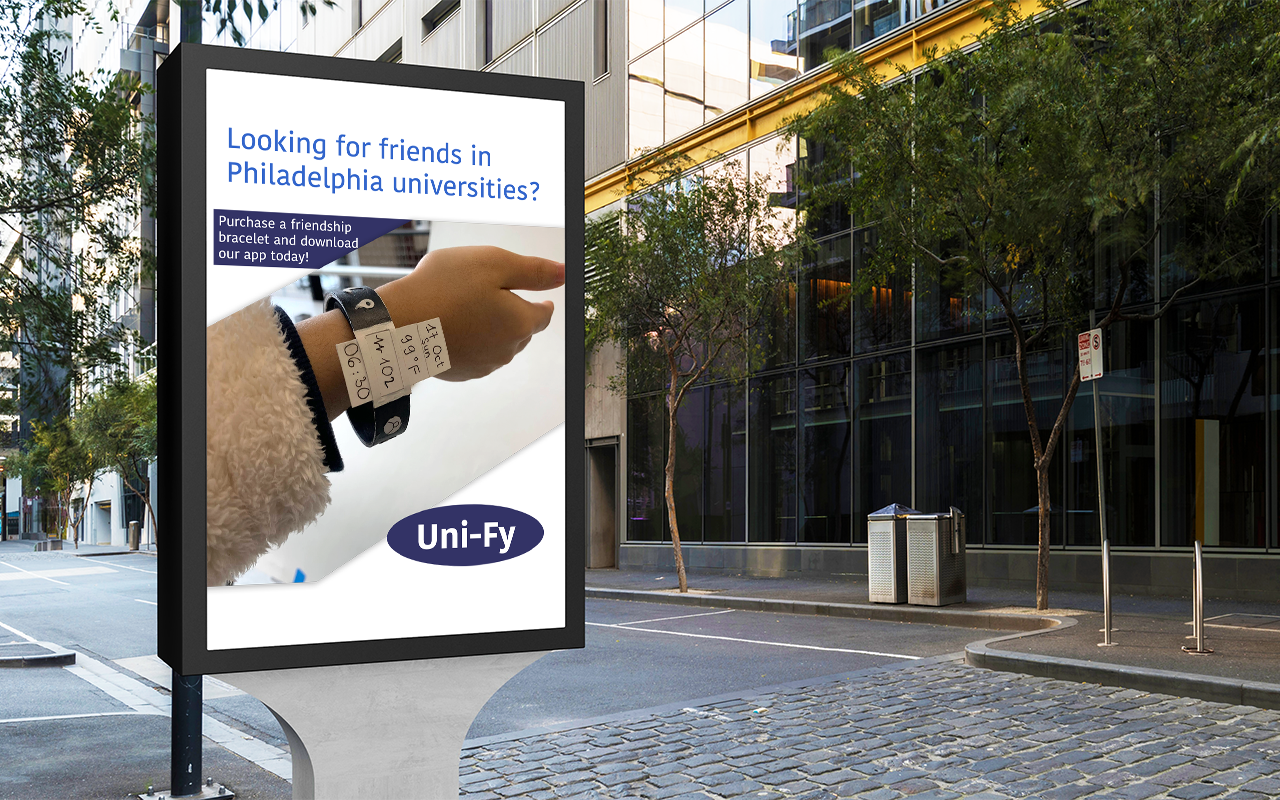 Looking for friends in
Philadelphia universities?
Purchase a friendship
bracelet and download
our app today!
06:30
102
99°F
17 Oct
Sun
Uni-Fy